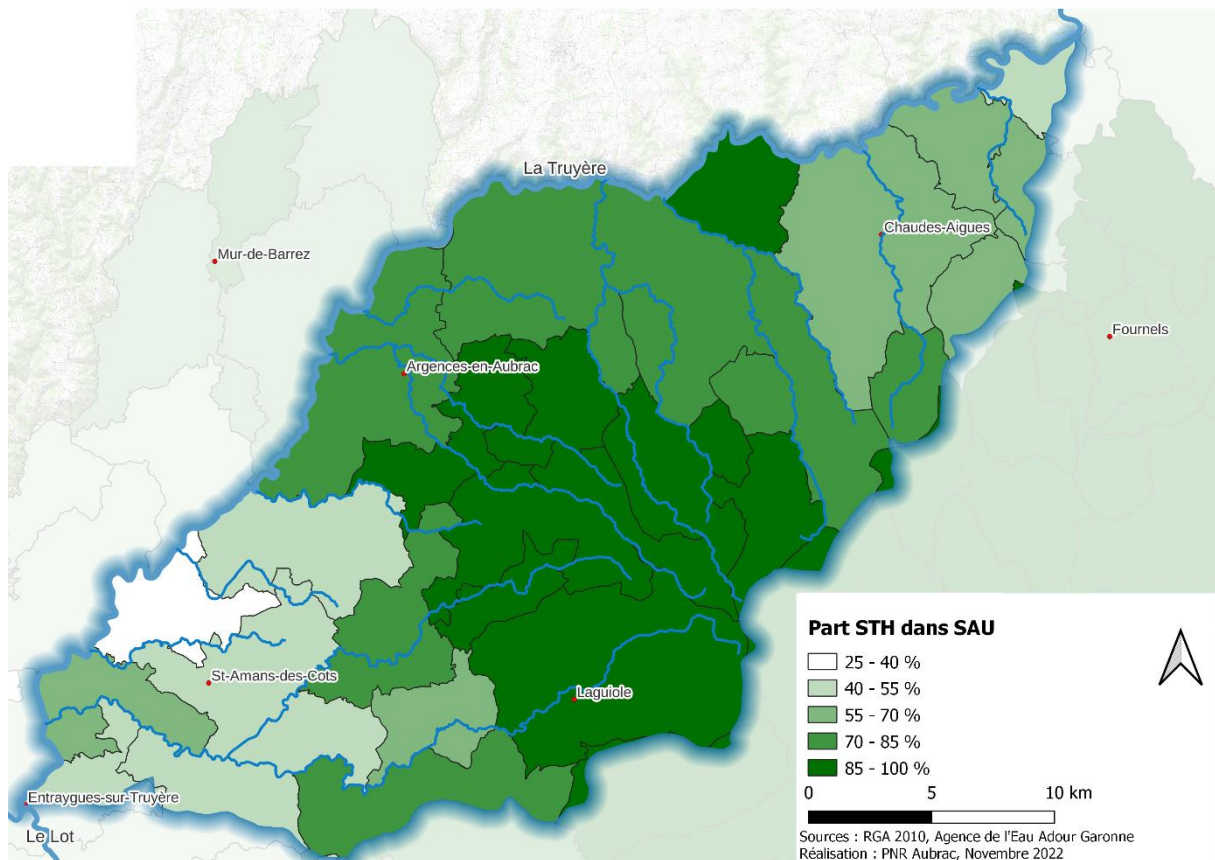 La Truyère
Chaudes-Aigues
Mur-de-Barrez
Fournels
Argences-en-Aubrac
St-Amans-des-Cots
Laguiole
Entraygues-sur-Truyère
Le Lot
Part STH dans SAU
25 - 40 %
40 - 55 %
55 - 70 %
70 - 85 %
85 - 100 %
0 5 10 km
Sources : RGA 2010, Agence de l'Eau Adour Garonne
Réalisation : PNR Aubrac, Novembre 2022